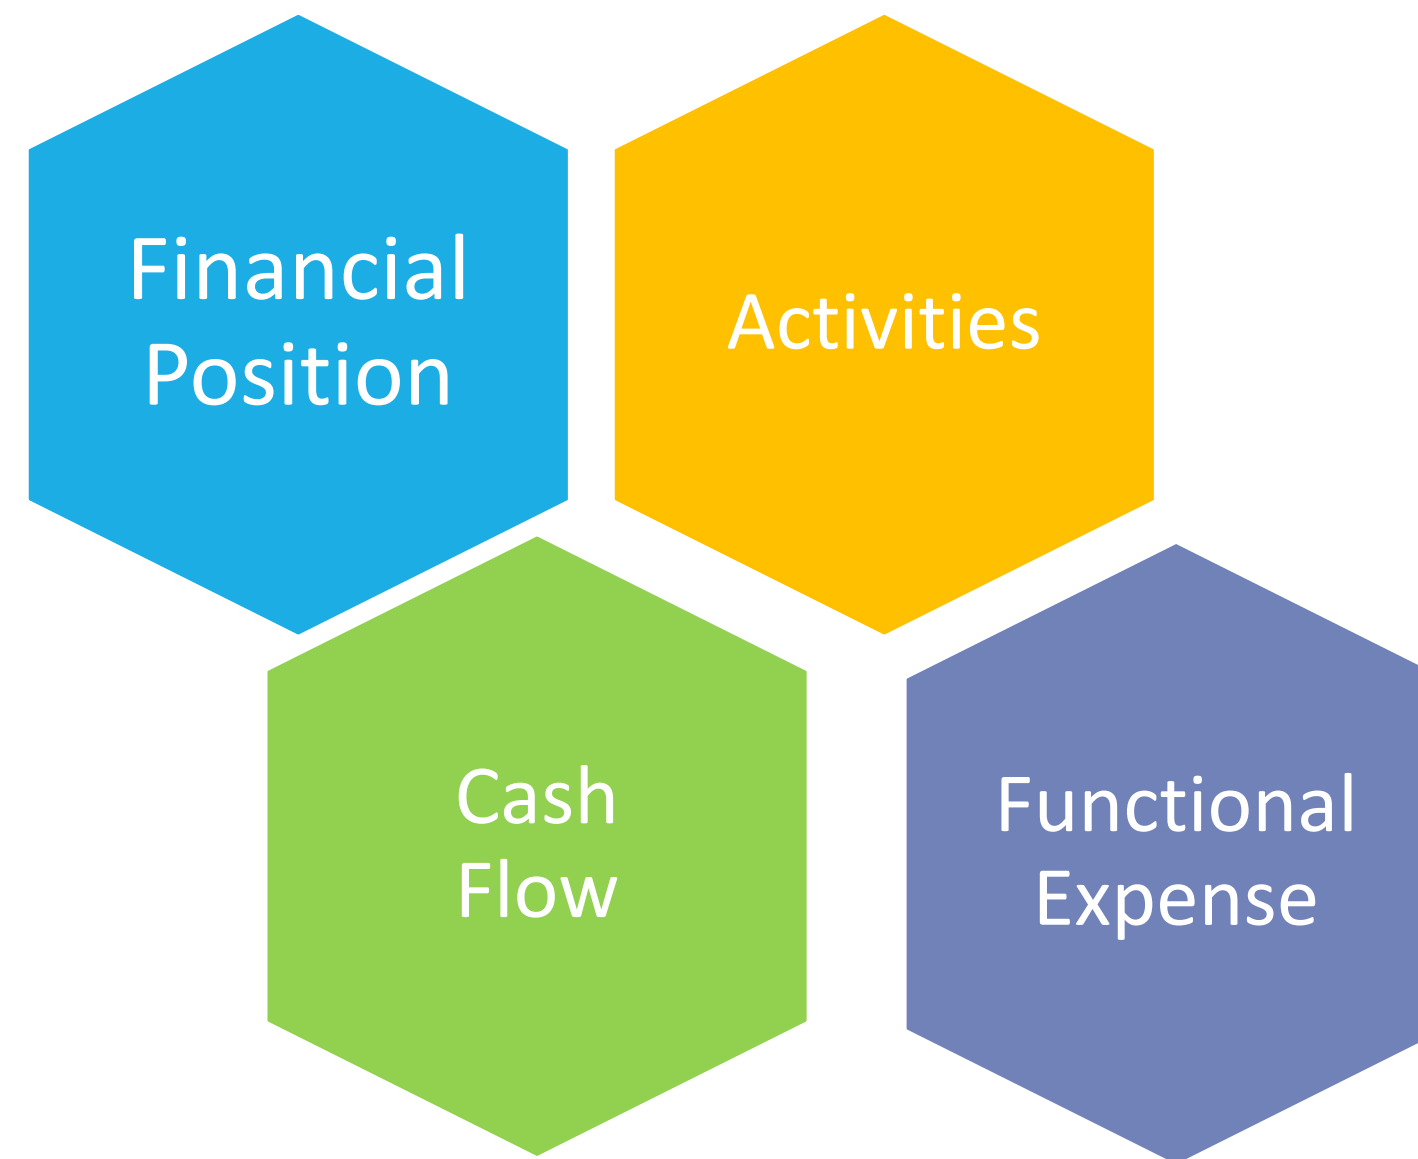 Financial
Position
Activities
Cash
Flow
Functional
Expense